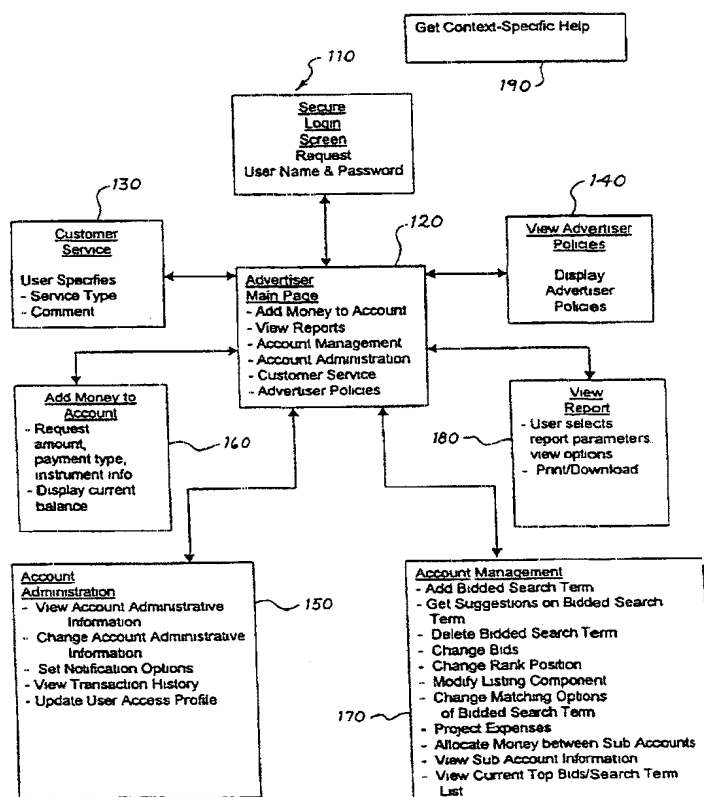 Get Context-Specific Help
190
110
Secure
Login
Screen
Request
User Name & Password
130
Customer
Service
User Specifies
- Service Type
- Comment
120
Advertiser
Main Page
- Add Money to Account
- View Reports
- Account Management
- Account Administration
- Customer Service
- Advertiser Policies
140
View Advertiser
Policies
Display
Advertiser
Policies
Add Money to
Account
- Request
amount,
payment type,
instrument info
- Display current
balance
160
View
Report
- User selects
report parameters,
view options
- Print/Download
180
Account
Administration
- View Account Administrative
Information
- Change Account Administrative
Information
- Set Notification Options
- View Transaction History
- Update User Access Profile
150
Account Management
- Add Bidded Search Term
- Get Suggestions on Bidded Search
Term
- Delete Bidded Search Term
- Change Bids
- Change Rank Position
- Modify Listing Component
- Change Matching Options
of Bidded Search Term
- Project Expenses
- Allocate Money between Sub Accounts
- View Sub Account Information
- View Current Top Bids/Search Term
List
170